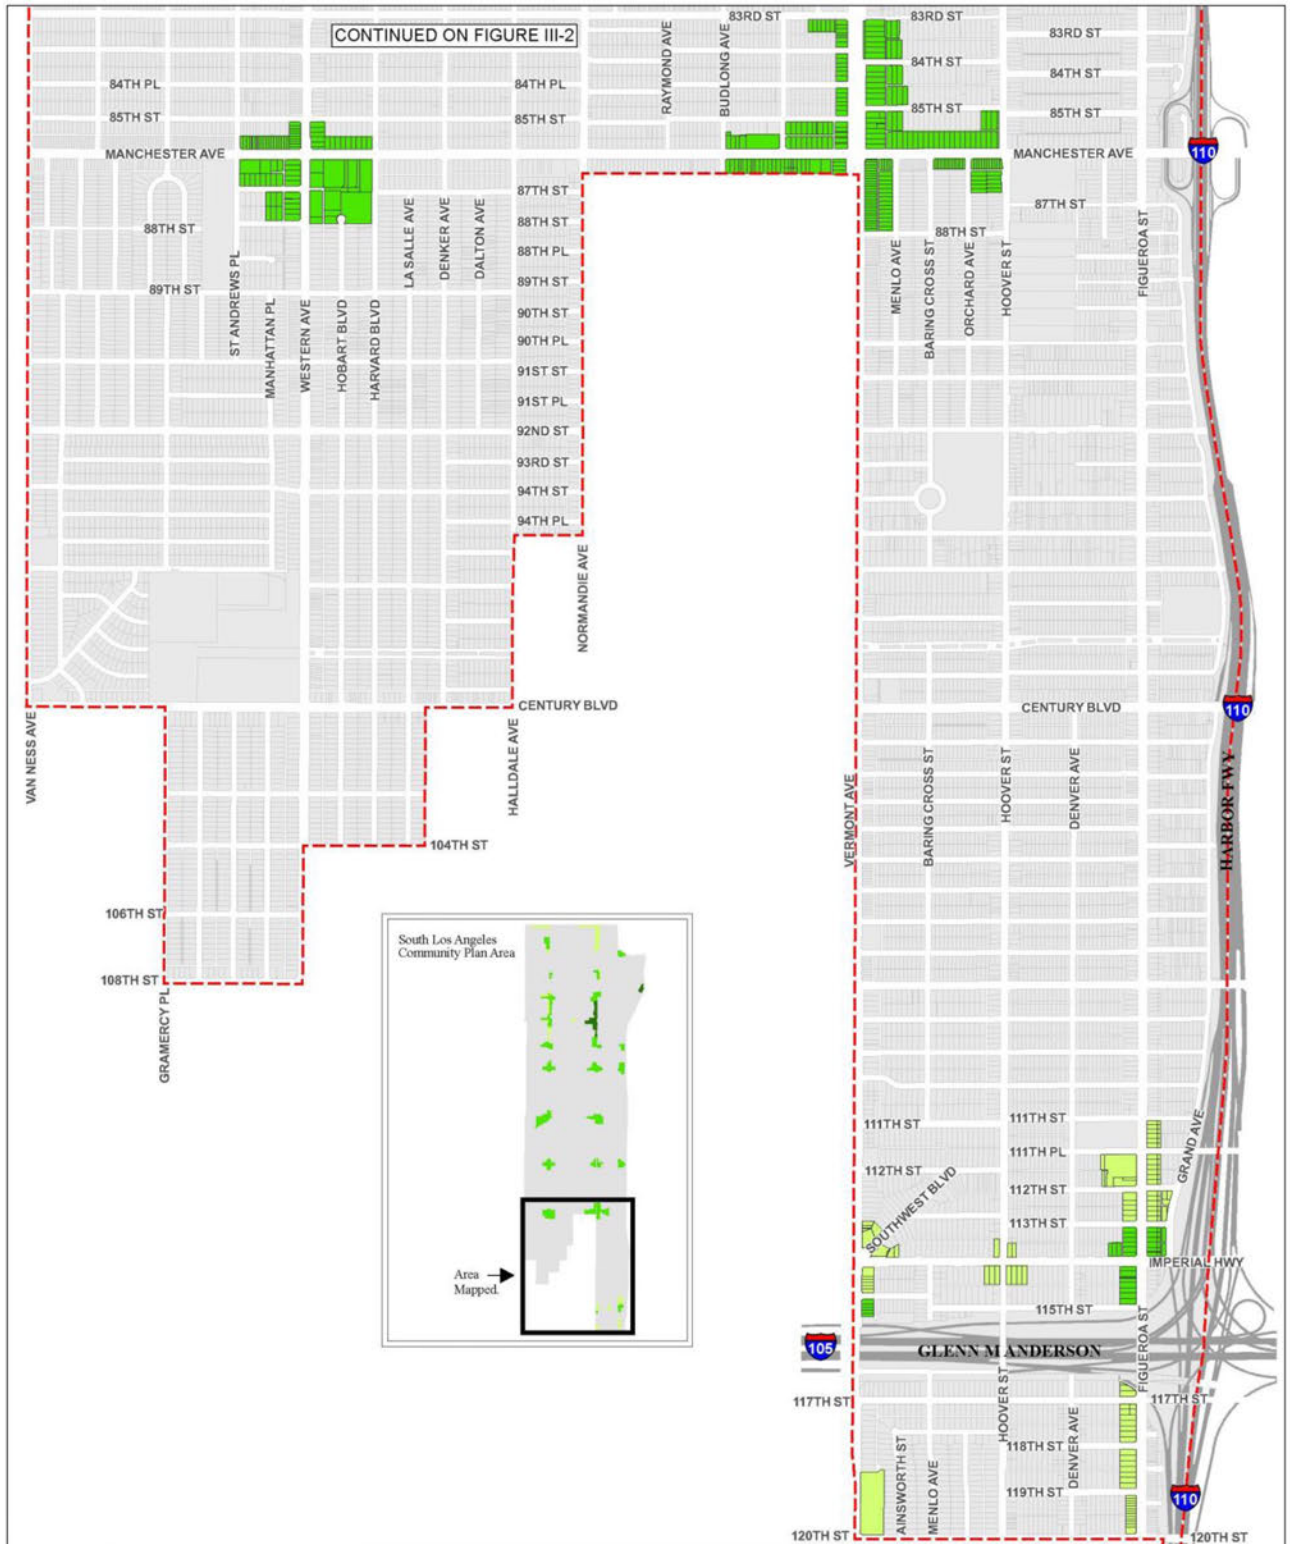 83RD ST
83RD ST
83RD ST
CONTINUED ON FIGURE III-2
RAYMOND AVE
BUDLONG AVE
84TH ST
84TH ST
84TH PL
84TH PL
85TH ST
85TH ST
85TH ST
85TH ST
MANCHESTER AVE
MANCHESTER AVE
110
87TH ST
87TH ST
88TH ST
88TH ST
88TH ST
88TH PL
89TH ST
89TH ST
90TH ST
90TH PL
91ST ST
91ST PL
92ND ST
93RD ST
94TH ST
94TH PL
ST ANDREWS PL
MANHATTAN PL
WESTERN AVE
HOBART BLVD
HARVARD BLVD
LA SALLE AVE
DENKER AVE
DALTON AVE
MENLO AVE
BARING CROSS ST
ORCHARD AVE
HOOVER ST
FIGUEROA ST
NORMANDIE AVE
CENTURY BLVD
CENTURY BLVD
110
VAN NESS AVE
HALLDALE AVE
VERMONT AVE
BARING CROSS ST
HOOVER ST
DENVER AVE
HARBOR FWY
104TH ST
106TH ST
108TH ST
GRAMERCY PL
South Los Angeles
Community Plan Area
Area
Mapped.
111TH ST
111TH ST
111TH PL
112TH ST
112TH ST
113TH ST
SOUTHWEST BLVD
GRAND AVE
IMPERIAL HWY
115TH ST
105
GLENN M ANDERSON
FIGUEROA ST
HOOVER ST
117TH ST
117TH ST
118TH ST
DENVER AVE
119TH ST
AINSWORTH ST
MENLO AVE
110
120TH ST
120TH ST